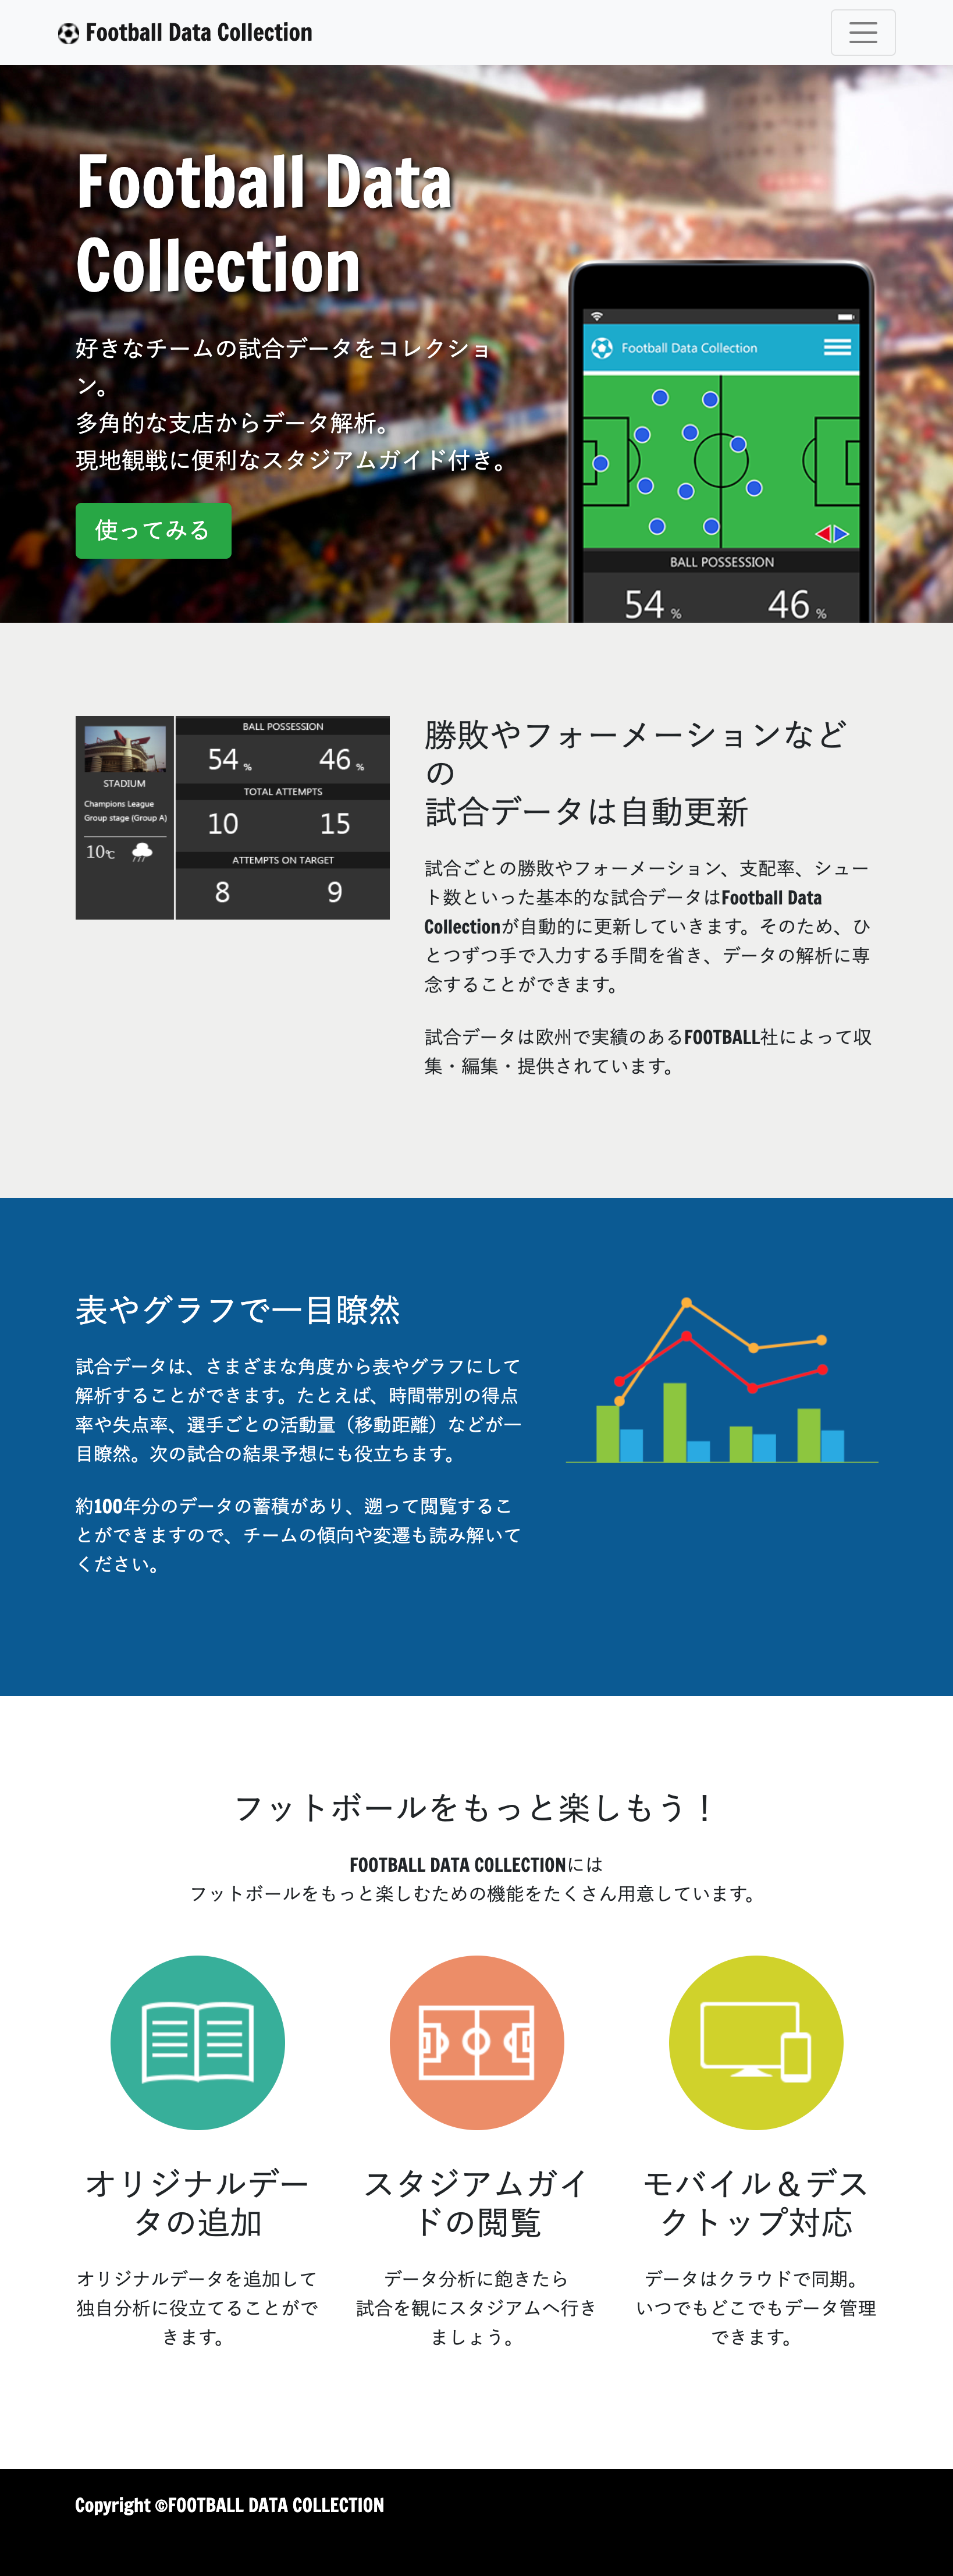 Football Data Collection
Football Data
Collection
好きなチームの試合データをコレクショ
ン。
多角的な支店からデータ解析。
現地観戦に便利なスタジアムガイド付き。
使ってみる
Football Data Collection
BALL POSSESSION
54 % 46 %
STADIUM
Champions League
Group stage (Group A)
10℃
BALL POSSESSION
54 % 46 %
TOTAL ATTEMPTS
10 15
ATTEMPTS ON TARGET
8 9
勝敗やフォーメーションなど
の
試合データは自動更新
試合ごとの勝敗やフォーメーション、支配率、シュー
ト数といった基本的な試合データはFootball Data
Collectionが自動的に更新していきます。そのため、ひ
とつずつ手で入力する手間を省き、データの解析に専
念することができます。
試合データは欧州で実績のあるFOOTBALL社によって収
集・編集・提供されています。
表やグラフで一目瞭然
試合データは、さまざまな角度から表やグラフにして
解析することができます。たとえば、時間帯別の得点
率や失点率、選手ごとの活動量（移動距離）などが一
目瞭然。次の試合の結果予想にも役立ちます。
約100年分のデータの蓄積があり、遡って閲覧するこ
とができますので、チームの傾向や変遷も読み解いて
ください。
フットボールをもっと楽しもう！
FOOTBALL DATA COLLECTIONには
フットボールをもっと楽しむための機能をたくさん用意しています。
オリジナルデー
タの追加
オリジナルデータを追加して
独自分析に役立てることがで
きます。
スタジアムガイ
ドの閲覧
データ分析に飽きたら
試合を観にスタジアムへ行き
ましょう。
モバイル＆デス
クトップ対応
データはクラウドで同期。
いつでもどこでもデータ管理
できます。
Copyright ©FOOTBALL DATA COLLECTION